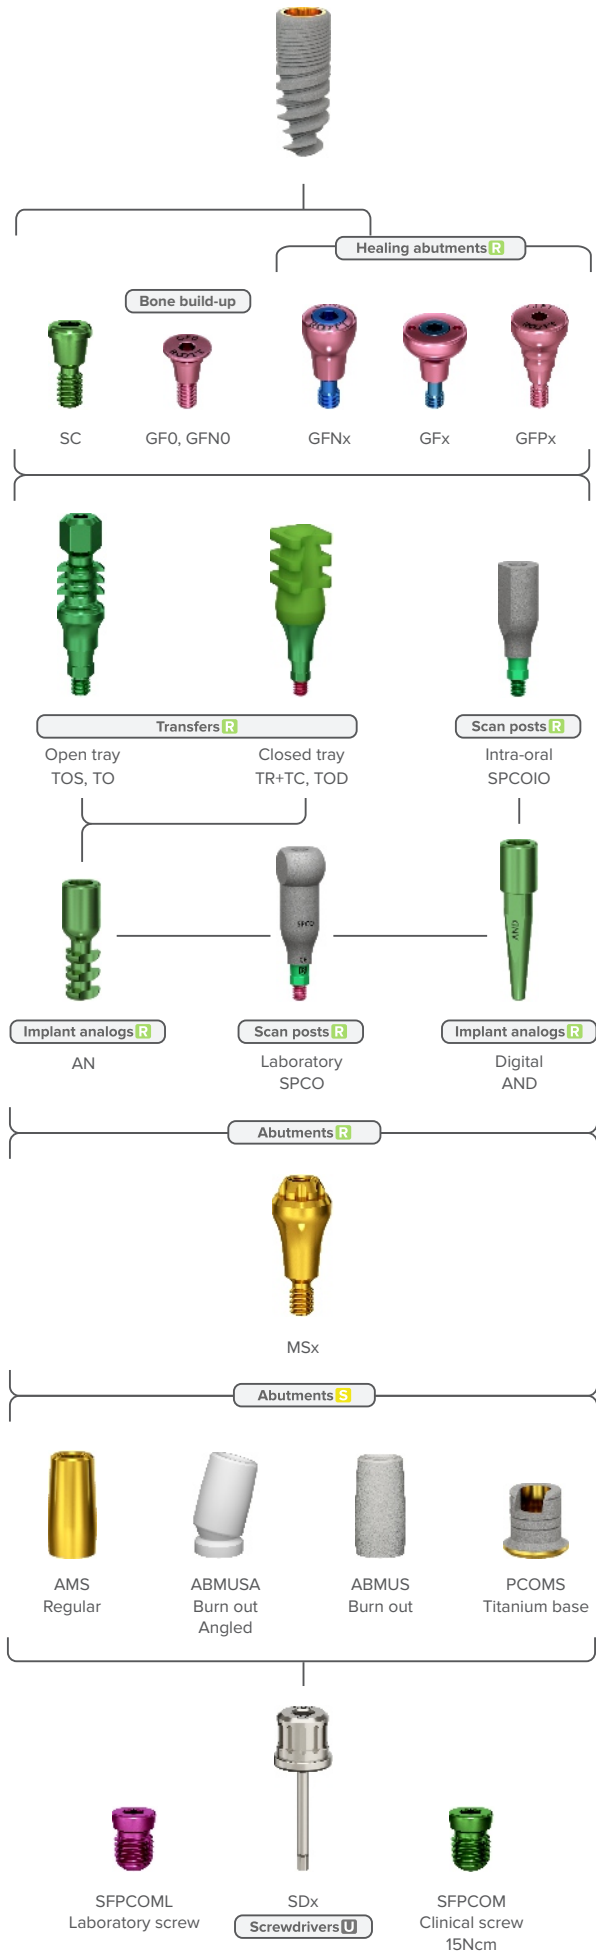 Healing abutments R
Bone build-up
SC
GF0, GFN0
GFNx
GFx
GFPx
Transfers R
Scan posts R
Open tray
TOS, TO
Closed tray
TR+TC, TOD
Intra-oral
SPCOIO
SPCO
GNV
Implant analogs R
Scan posts R
Implant analogs R
AN
Laboratory
SPCO
Digital
AND
Abutments R
MSx
Abutments S
AMS
Regular
ABMUSA
Burn out
Angled
ABMUS
Burn out
PCOMS
Titanium base
SFPCOML
Laboratory screw
SDx
Screwdrivers U
SFPCOM
Clinical screw
15Ncm